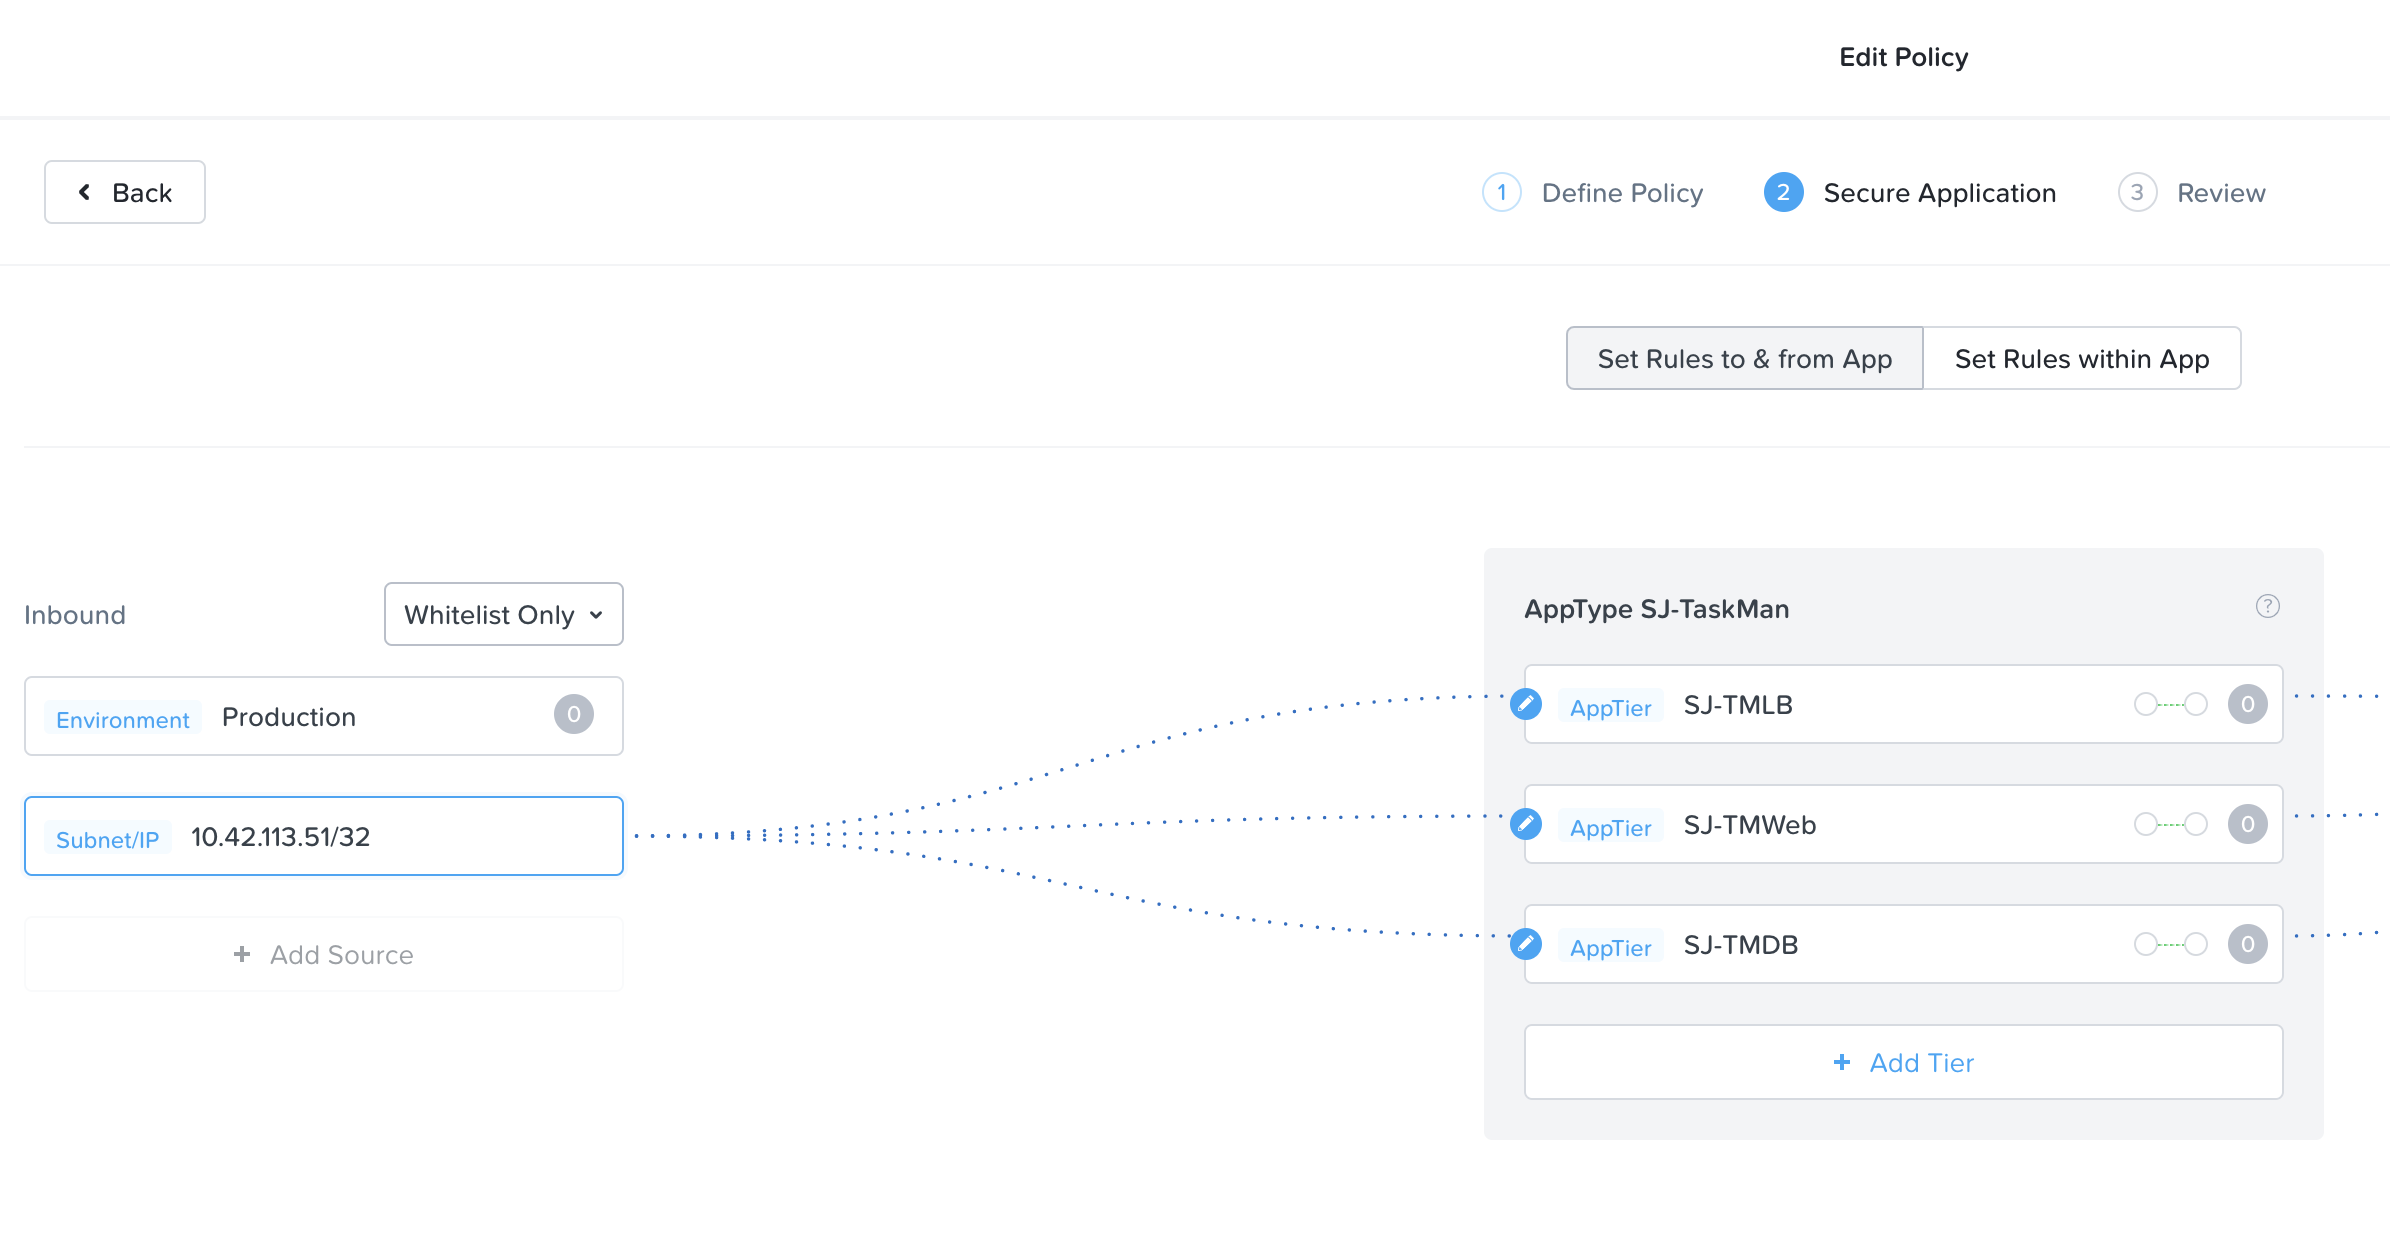 Edit Policy
Back
1 Define Policy
2 Secure Application
3 Review
Set Rules to & from App
Set Rules within App
Inbound
Whitelist Only
Environment Production 0
Subnet/IP 10.42.113.51/32
+ Add Source
AppType SJ-TaskMan ?
AppTier SJ-TMLB 0
AppTier SJ-TMWeb 0
AppTier SJ-TMDB 0
+ Add Tier